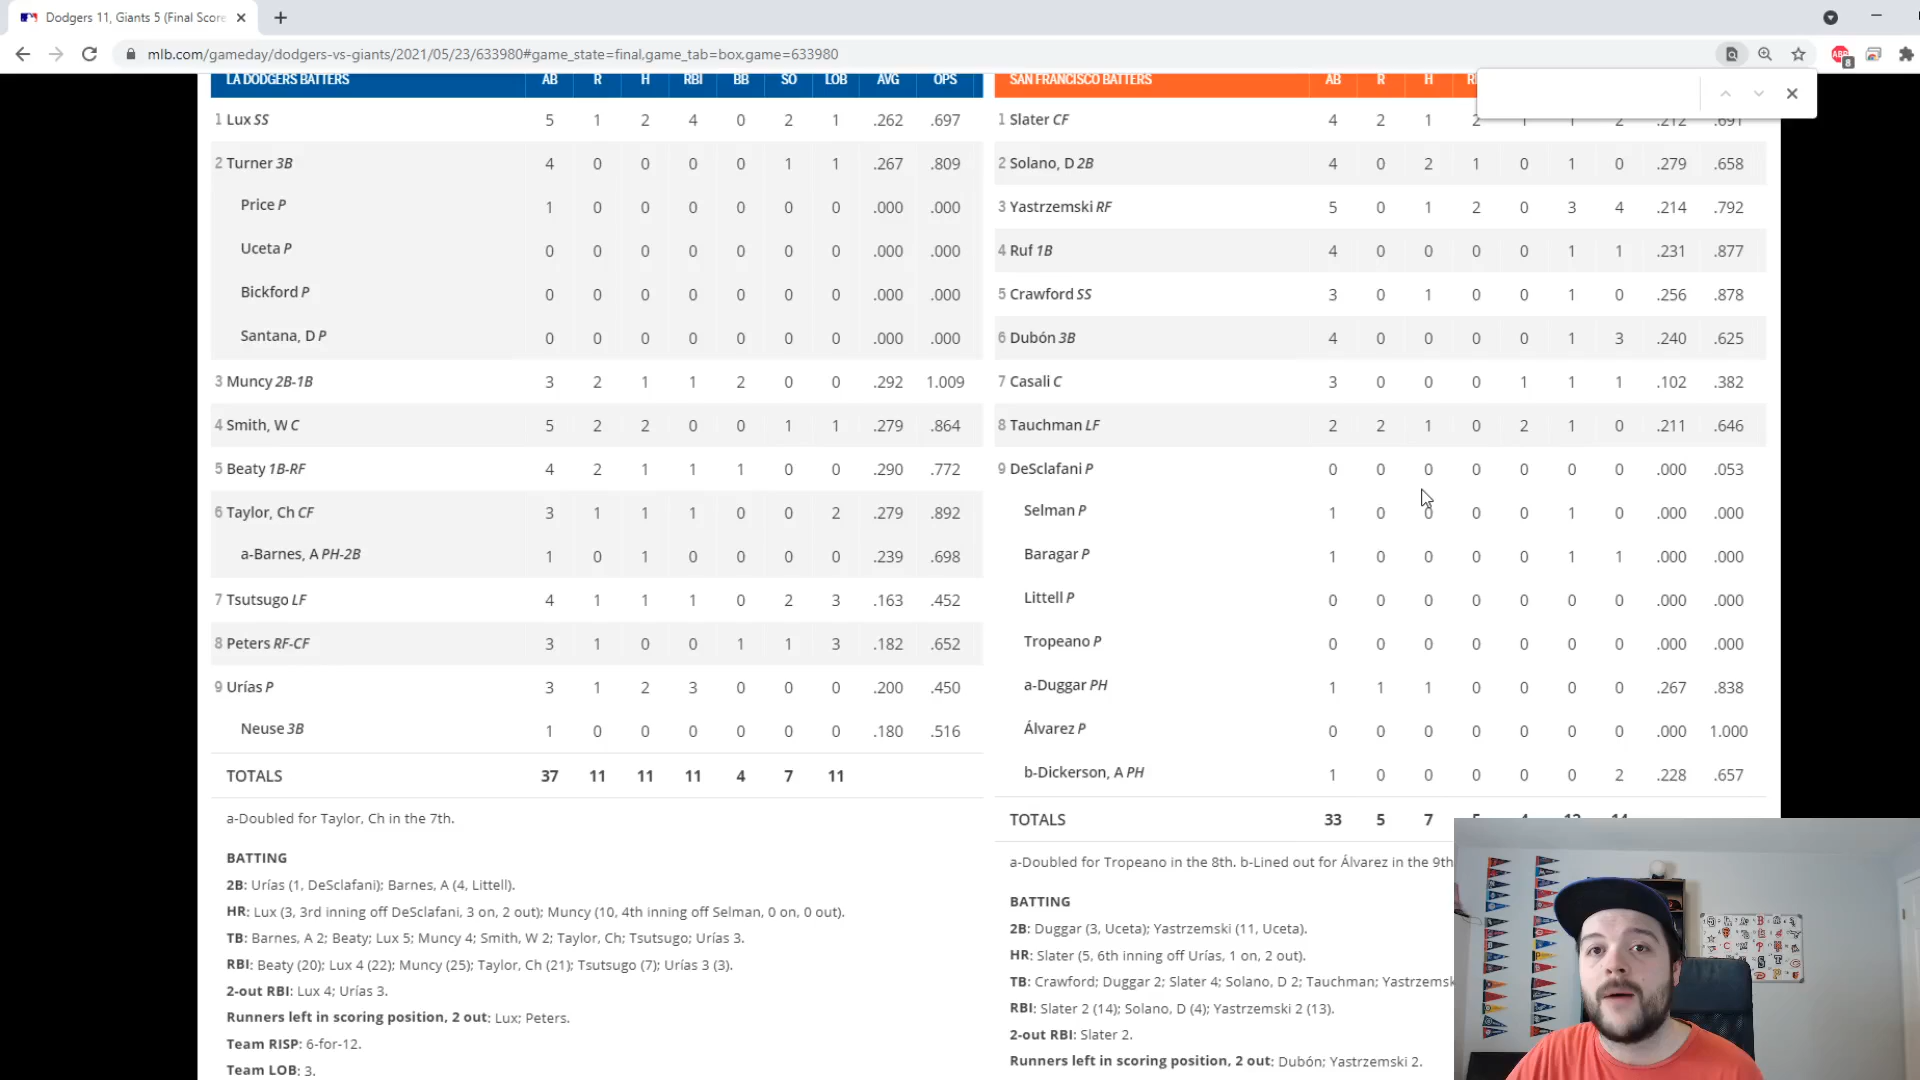 Dodgers 11, Giants 5 (Final Score
mlb.com/gameday/dodgers-vs-giants/2021/05/23/633980#game_state=final,game_tab=box,game=633980
ABP
8
LA DODGERS BATTERS AB R H RBI BB SO LOB AVG OPS
1 Lux SS 5 1 2 4 0 2 1 .262 .697
2 Turner 3B 4 0 0 0 0 1 1 .267 .809
Price P 1 0 0 0 0 0 0 .000 .000
Uceta P 0 0 0 0 0 0 0 .000 .000
Bickford P 0 0 0 0 0 0 0 .000 .000
Santana, D P 0 0 0 0 0 0 0 .000 .000
3 Muncy 2B-1B 3 2 1 1 2 0 0 .292 1.009
4 Smith, W C 5 2 2 0 0 1 1 .279 .864
5 Beaty 1B-RF 4 2 1 1 1 0 0 .290 .772
6 Taylor, Ch CF 3 1 1 1 0 0 2 .279 .892
a-Barnes, A PH-2B 1 0 1 0 0 0 0 .239 .698
7 Tsutsugo LF 4 1 1 1 0 2 3 .163 .452
8 Peters RF-CF 3 1 0 0 1 1 3 .182 .652
9 Urías P 3 1 2 3 0 0 0 .200 .450
Neuse 3B 1 0 0 0 0 0 0 .180 .516
TOTALS 37 11 11 11 4 7 11
a-Doubled for Taylor, Ch in the 7th.
BATTING
2B: Urías (1, DeSclafani); Barnes, A (4, Littell).
HR: Lux (3, 3rd inning off DeSclafani, 3 on, 2 out); Muncy (10, 4th inning off Selman, 0 on, 0 out).
TB: Barnes, A 2; Beaty; Lux 5; Muncy 4; Smith, W 2; Taylor, Ch; Tsutsugo; Urías 3.
RBI: Beaty (20); Lux 4 (22); Muncy (25); Taylor, Ch (21); Tsutsugo (7); Urías 3 (3).
2-out RBI: Lux 4; Urías 3.
Runners left in scoring position, 2 out: Lux; Peters.
Team RISP: 6-for-12.
Team LOB: 3.
SAN FRANCISCO BATTERS AB R H
1 Slater CF 4 2 1 2 1 1 2 .212 .691
2 Solano, D 2B 4 0 2 1 0 1 0 .279 .658
3 Yastrzemski RF 5 0 1 2 0 3 4 .214 .792
4 Ruf 1B 4 0 0 0 0 1 1 .231 .877
5 Crawford SS 3 0 1 0 0 1 0 .256 .878
6 Dubón 3B 4 0 0 0 0 1 3 .240 .625
7 Casali C 3 0 0 0 1 1 1 .102 .382
8 Tauchman LF 2 2 1 0 2 1 0 .211 .646
9 DeSclafani P 0 0 0 0 0 0 0 .000 .053
Selman P 1 0 0 0 0 1 0 .000 .000
Baragar P 1 0 0 0 0 1 1 .000 .000
Littell P 0 0 0 0 0 0 0 .000 .000
Tropeano P 0 0 0 0 0 0 0 .000 .000
a-Duggar PH 1 1 1 0 0 0 0 .267 .838
Álvarez P 0 0 0 0 0 0 0 .000 1.000
b-Dickerson, A PH 1 0 0 0 0 0 2 .228 .657
TOTALS 33 5 7
a-Doubled for Tropeano in the 8th. b-Lined out for Álvarez in the 9th
BATTING
2B: Duggar (3, Uceta); Yastrzemski (11, Uceta).
HR: Slater (5, 6th inning off Urías, 1 on, 2 out).
TB: Crawford; Duggar 2; Slater 4; Solano, D 2; Tauchman; Yastrzemsk
RBI: Slater 2 (14); Solano, D (4); Yastrzemski 2 (13).
2-out RBI: Slater 2.
Runners left in scoring position, 2 out: Dubón; Yastrzemski 2.